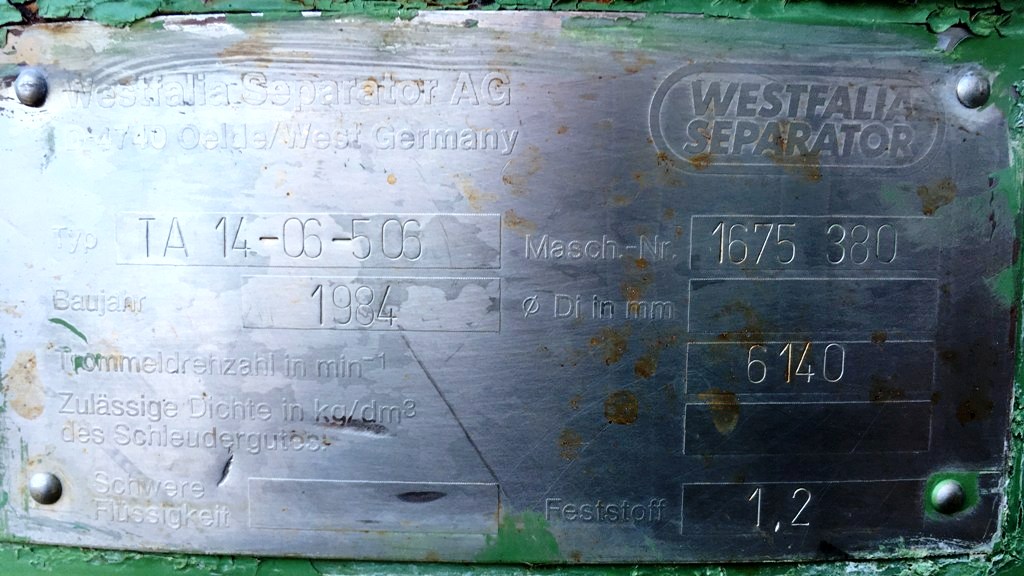 Westfalia Separator AG
D-4740 Oelde/West Germany
WESTFALIA
SEPARATOR
Typ TA 14-06-506 Masch.-Nr. 1675 380
Baujahr 1984 Ø Di in mm
Trommeldrehzahl in min⁻¹ 6140
Zulässige Dichte in kg/dm³
des Schleudergutes:
Schwere
Flüssigkeit
Feststoff 1,2